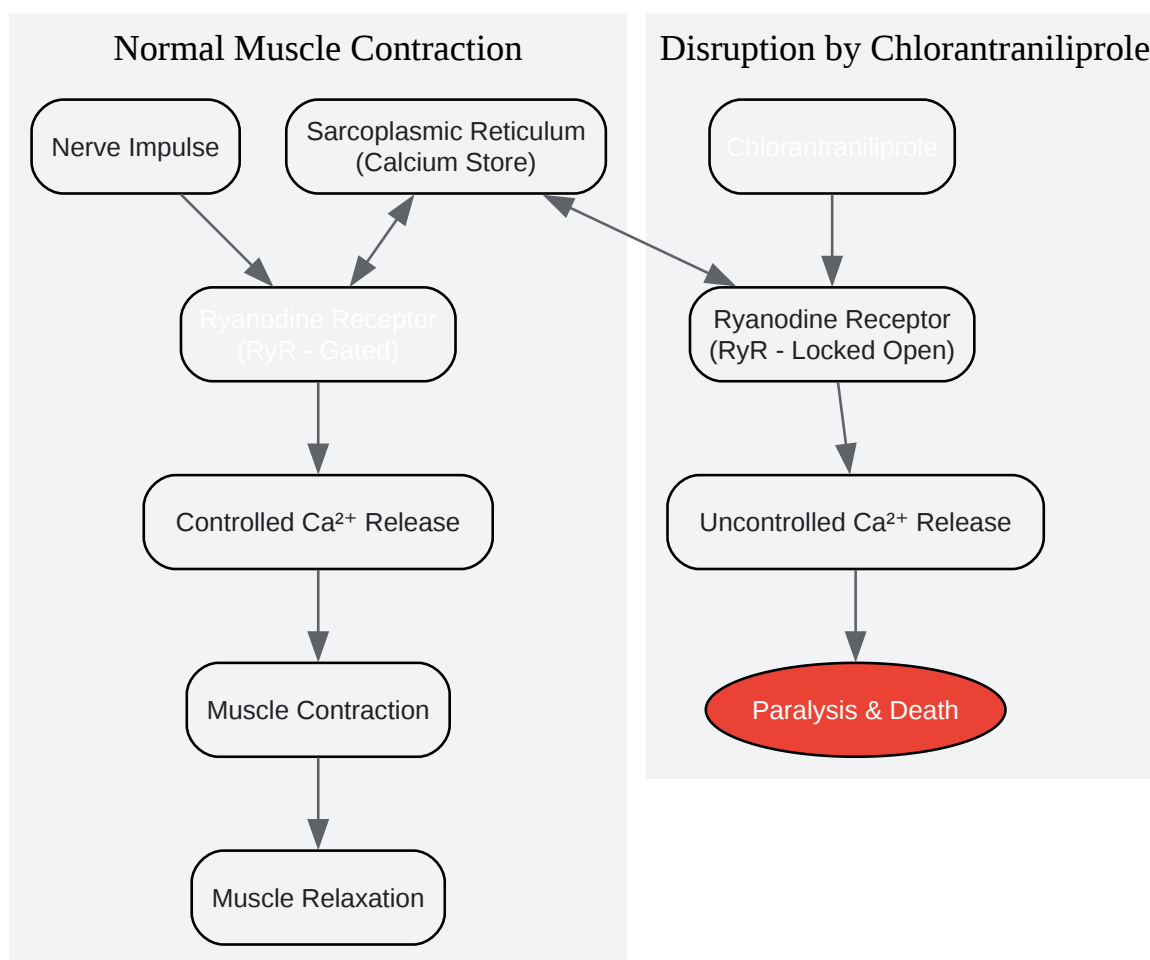 Normal Muscle Contraction
Nerve Impulse
Sarcoplasmic Reticulum
(Calcium Store)
Ryanodine Receptor
(RyR - Gated)
Controlled Ca²⁺ Release
Muscle Contraction
Muscle Relaxation
Disruption by Chlorantraniliprole
Chlorantraniliprole
Ryanodine Receptor
(RyR - Locked Open)
Uncontrolled Ca²⁺ Release
Paralysis & Death